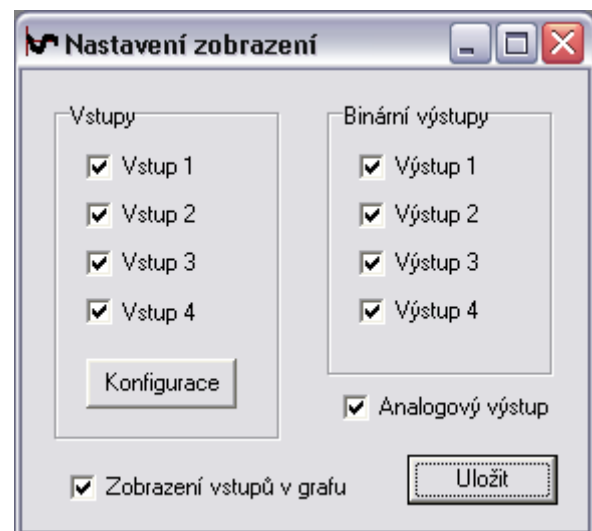 Nastavení zobrazení
Vstupy
Vstup 1
Vstup 2
Vstup 3
Vstup 4
Konfigurace
Binární výstupy
Výstup 1
Výstup 2
Výstup 3
Výstup 4
Analogový výstup
Zobrazení vstupů v grafu
Uložit